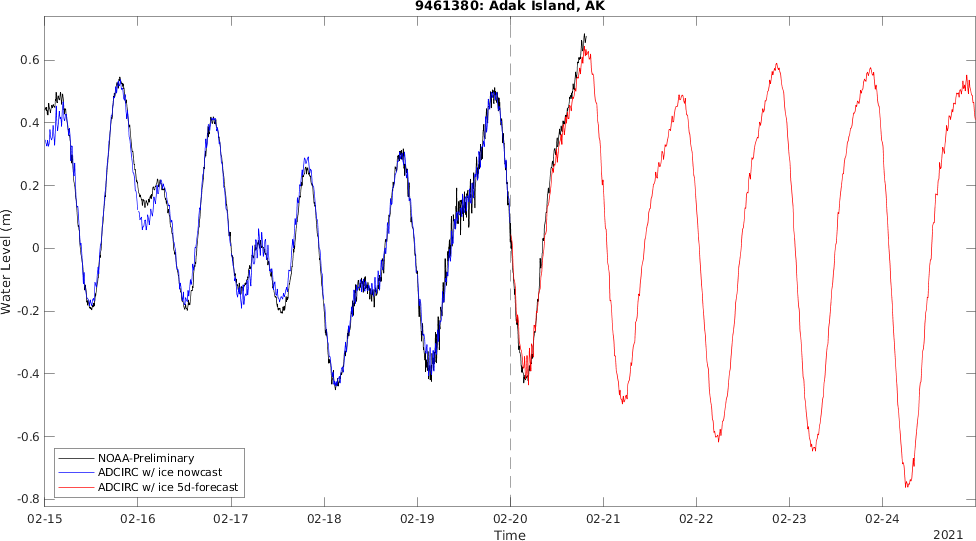 9461380: Adak Island, AK
Water Level (m)
0.6
0.4
0.2
0
-0.2
-0.4
-0.6
-0.8
NOAA-Preliminary
ADCIRC w/ ice nowcast
ADCIRC w/ ice 5d-forecast
02-15 02-16 02-17 02-18 02-19 02-20 02-21 02-22 02-23 02-24
Time
2021